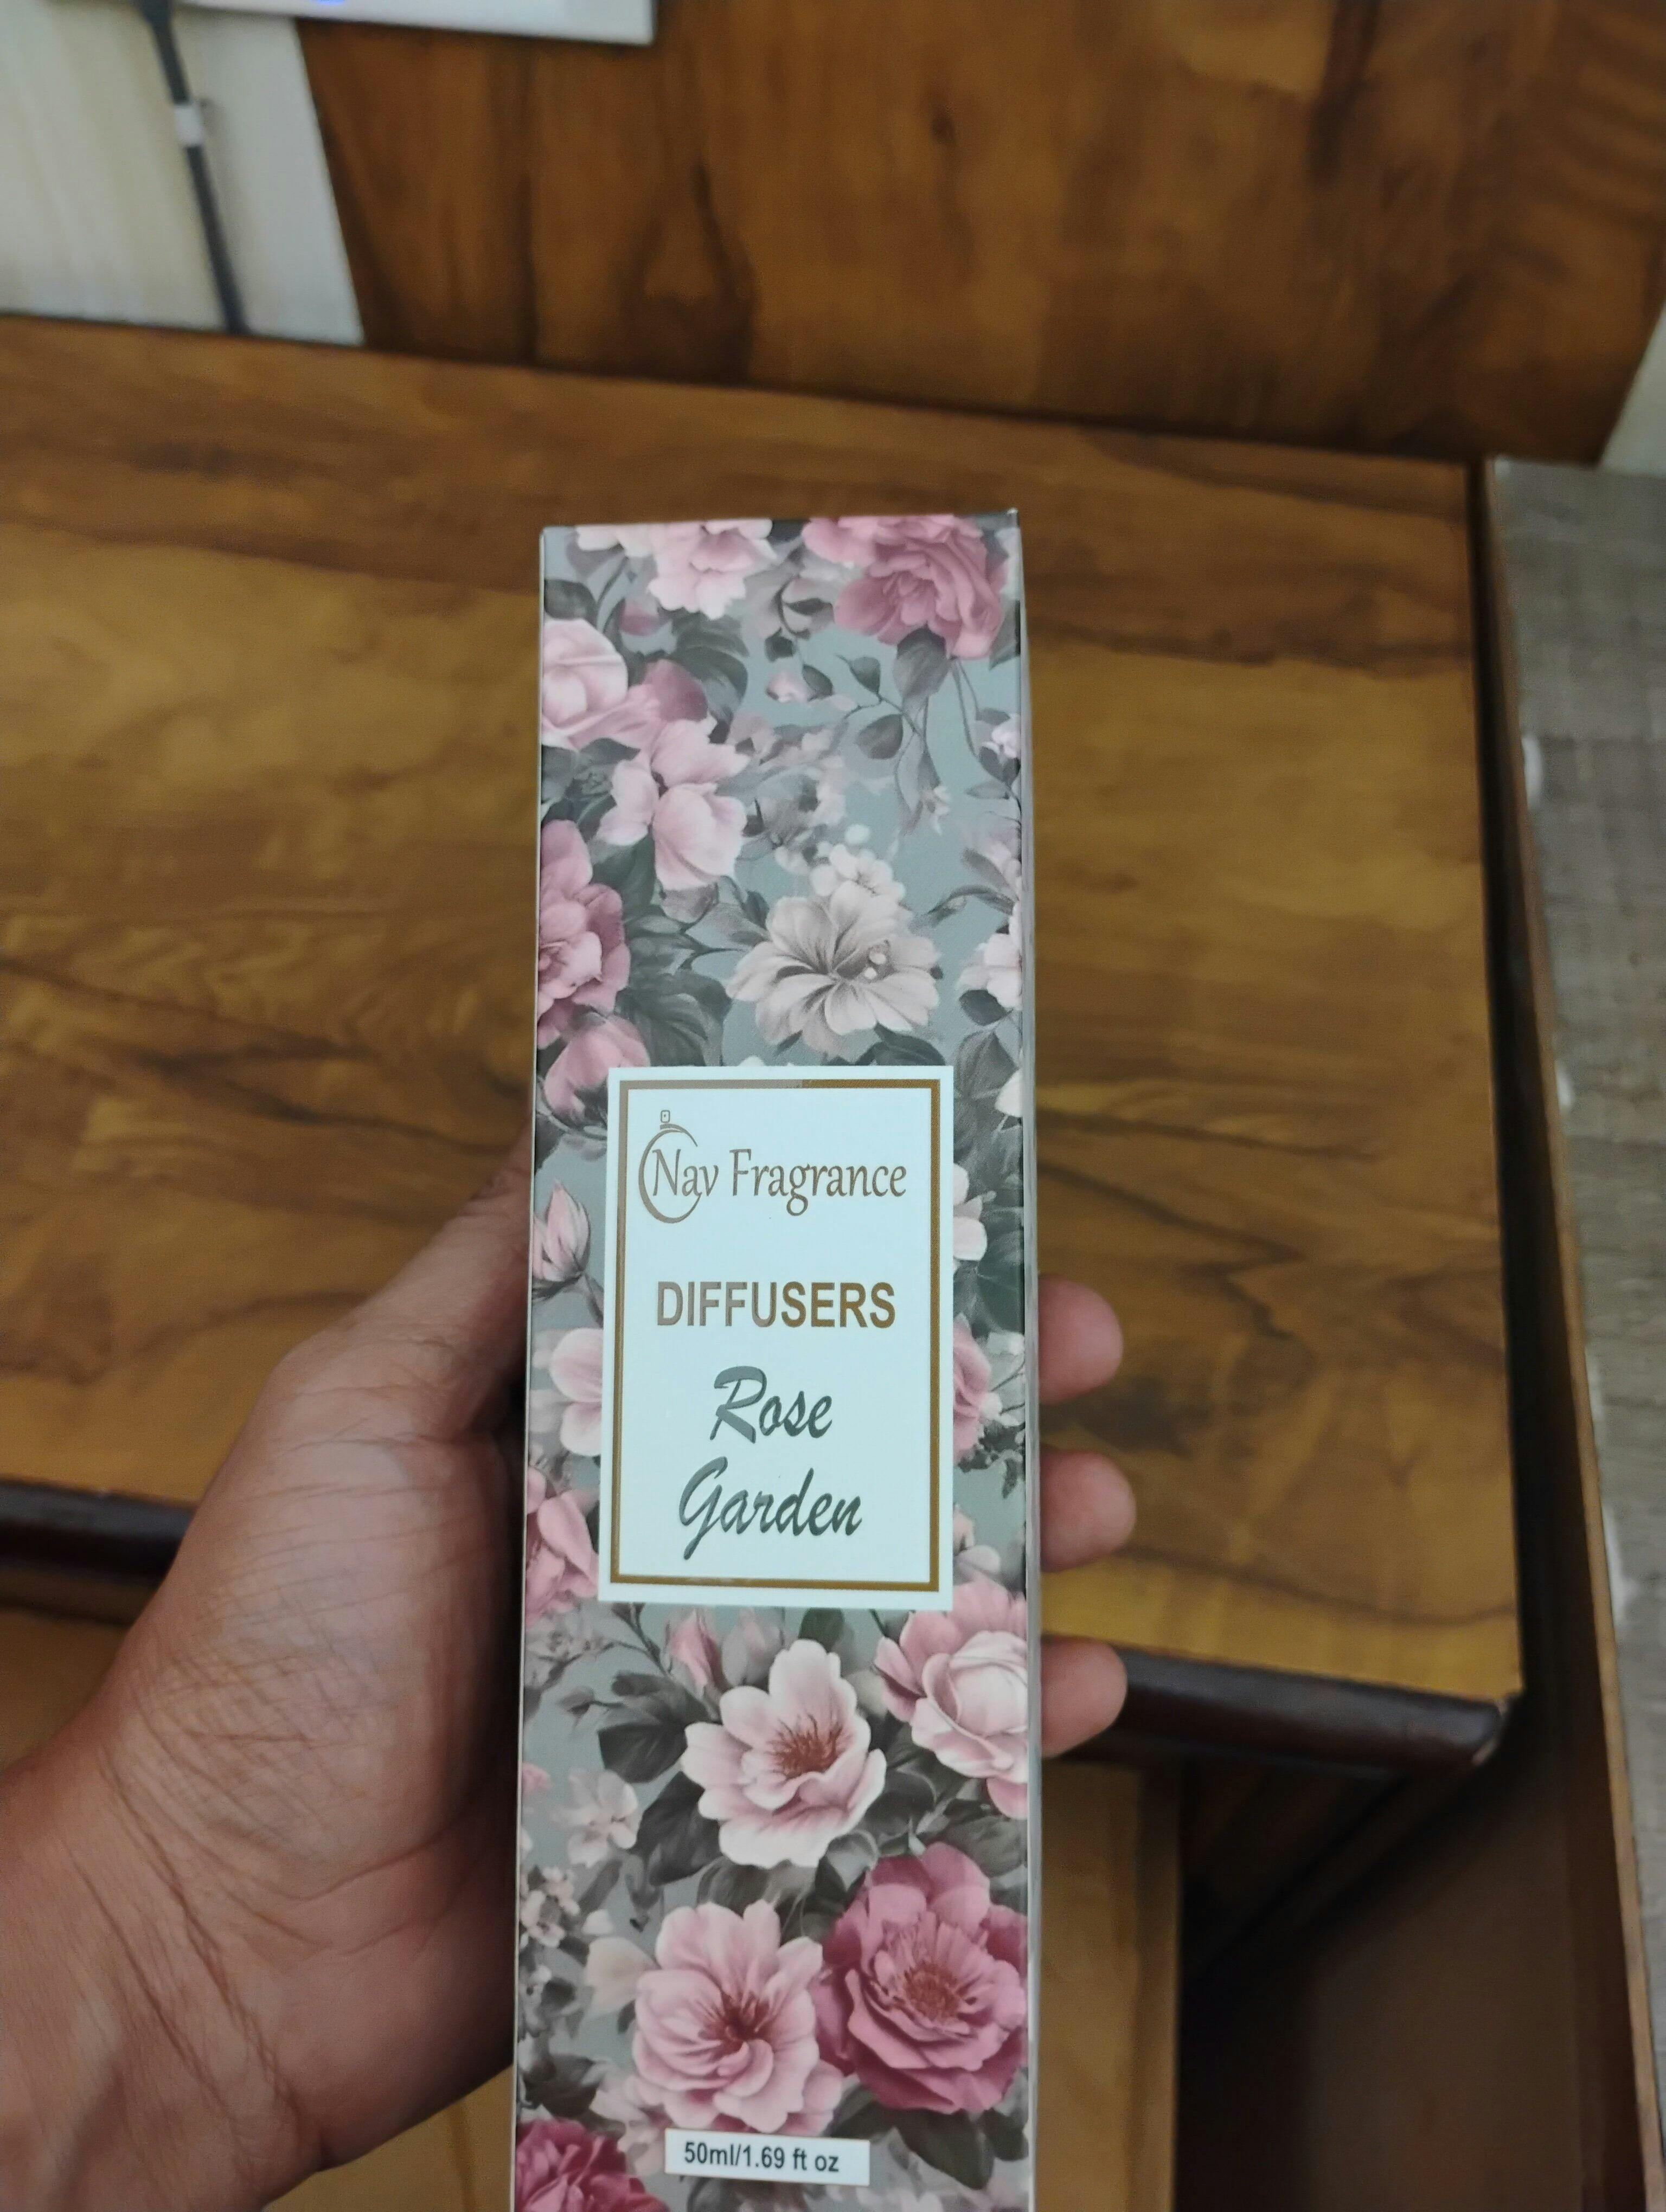 Nav Fragrance
DIFFUSERS
Rose
Garden
50ml/1.69 ft oz